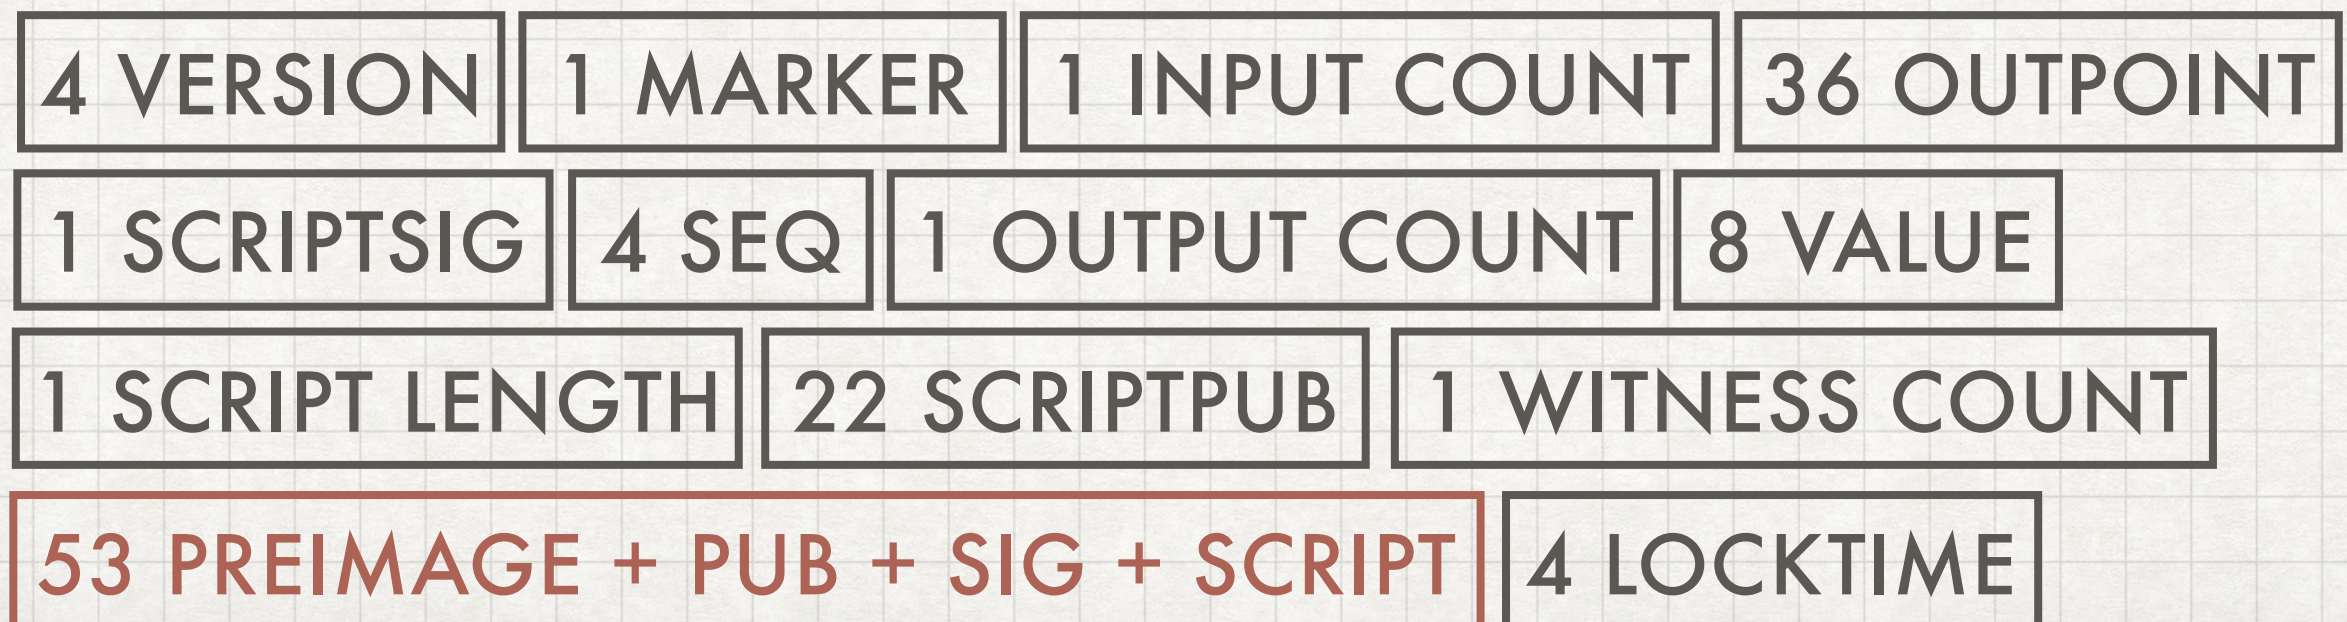 4 VERSION 1 MARKER 1 INPUT COUNT 36 OUTPOINT
1 SCRIPTSIG 4 SEQ 1 OUTPUT COUNT 8 VALUE
1 SCRIPT LENGTH 22 SCRIPTPUB 1 WITNESS COUNT
53 PREIMAGE + PUB + SIG + SCRIPT 4 LOCKTIME